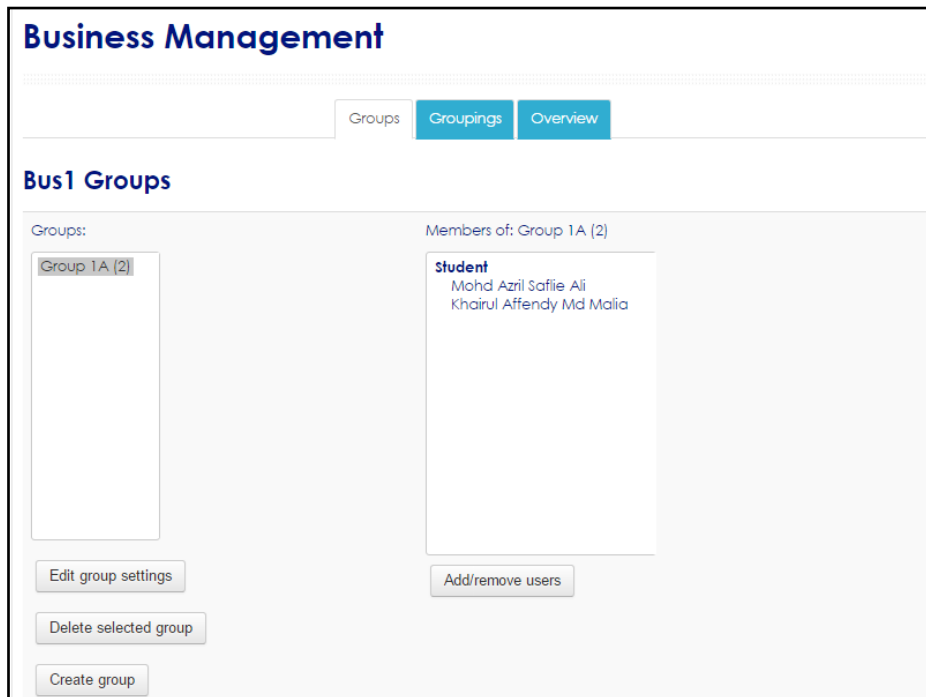 Business Management
Groups Groupings Overview
Bus1 Groups
Groups:
Group 1A (2)
Edit group settings
Delete selected group
Create group
Members of: Group 1A (2)
Student
Mohd Azril Saflie Ali
Khairul Affendy Md Malia
Add/remove users